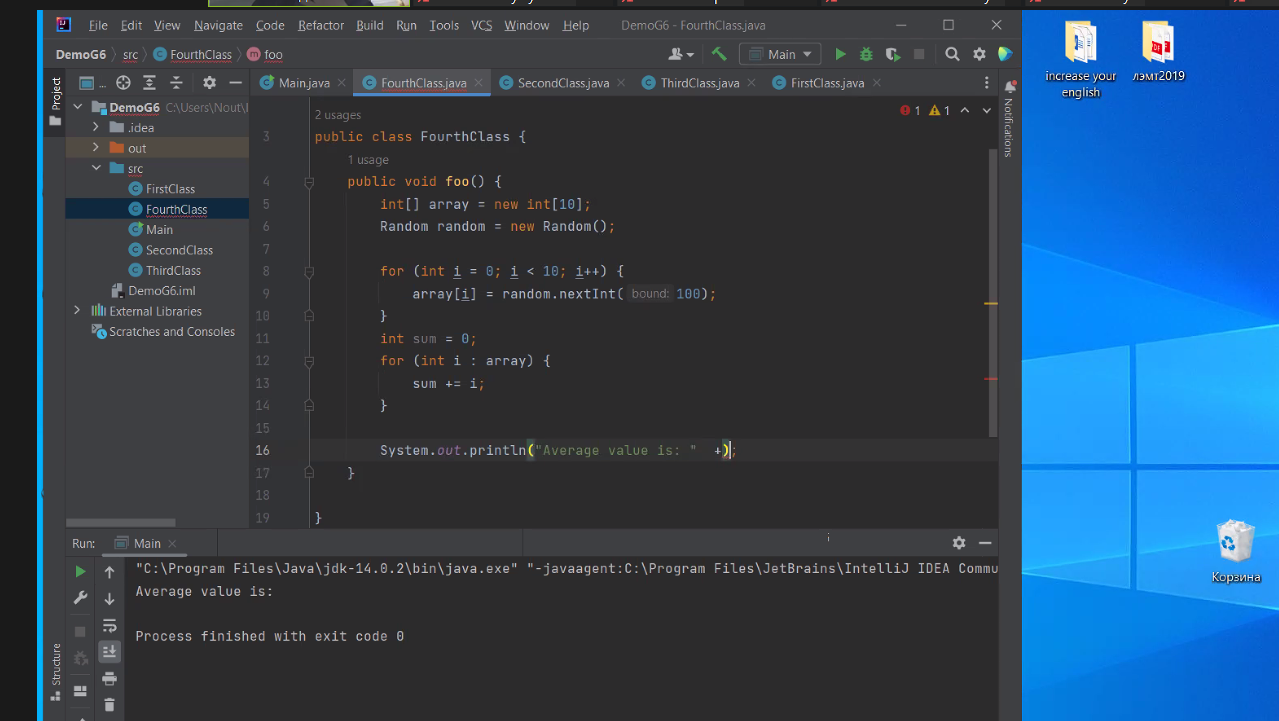 File Edit View Navigate Code Refactor Build Run Tools VCS Window Help DemoG6 - FourthClass.java
DemoG6 src FourthClass foo Main
Project
... Main.java FourthClass.java SecondClass.java ThirdClass.java FirstClass.java
Notifications
DemoG6 C:\Users\Nout\I
.idea
out
src
FirstClass
FourthClass
Main
SecondClass
ThirdClass
DemoG6.iml
External Libraries
Scratches and Consoles
2 usages 1 1
3 public class FourthClass {
1 usage
4 public void foo() {
5 int[] array = new int[10];
6 Random random = new Random();
7
8 for (int i = 0; i < 10; i++) {
9 array[i] = random.nextInt( bound: 100);
10 }
11 int sum = 0;
12 for (int i : array) {
13 sum += i;
14 }
15
16 System.out.println("Average value is: "  +);
17 }
18
19 }
Run: Main
"C:\Program Files\Java\jdk-14.0.2\bin\java.exe" "-javaagent:C:\Program Files\JetBrains\IntelliJ IDEA Commu
Average value is:
Process finished with exit code 0
Structure
increase your
english
лэмт2019
Корзина